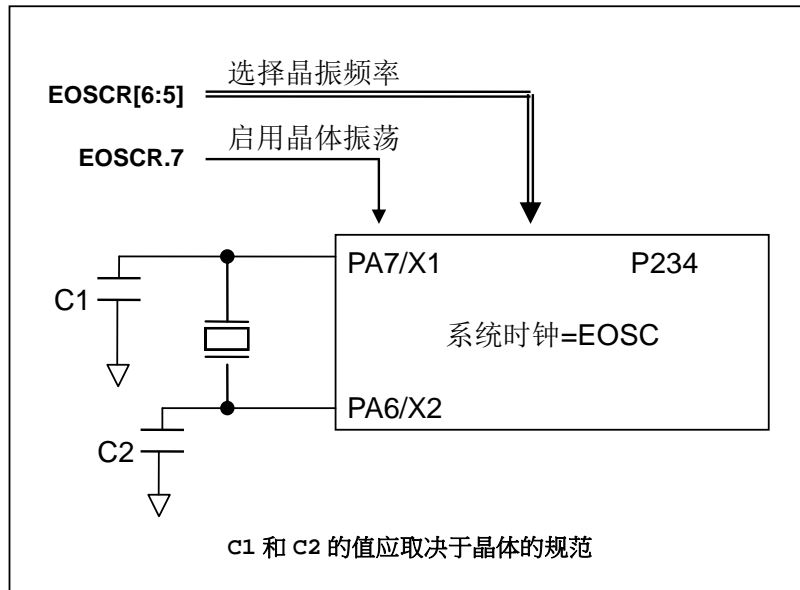 选择晶振频率
EOSCR[6:5]
启用晶体振荡
EOSCR.7
PA7/X1
P234
C1
系统时钟=EOSC
PA6/X2
C2
C1 和 C2 的值应取决于晶体的规范